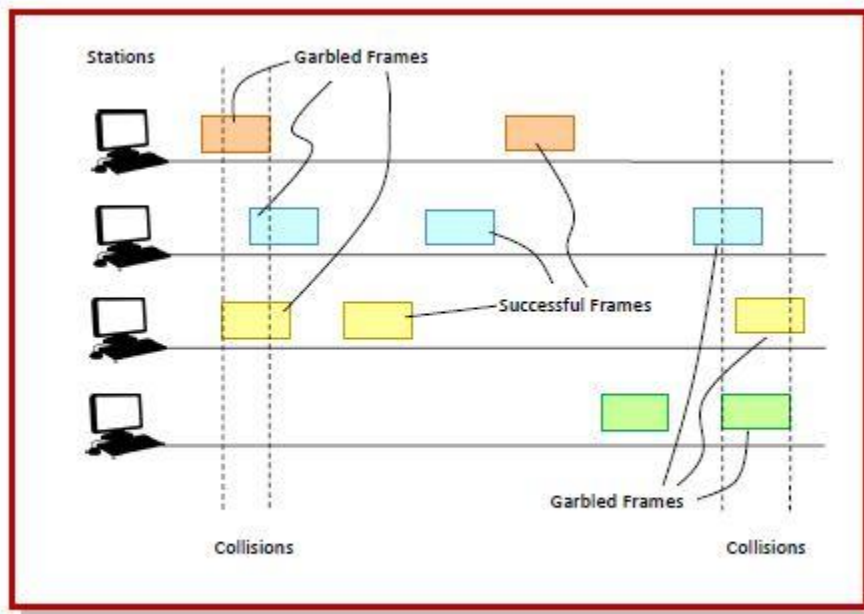 Stations
Garbled Frames
Successful Frames
Garbled Frames
Collisions
Collisions